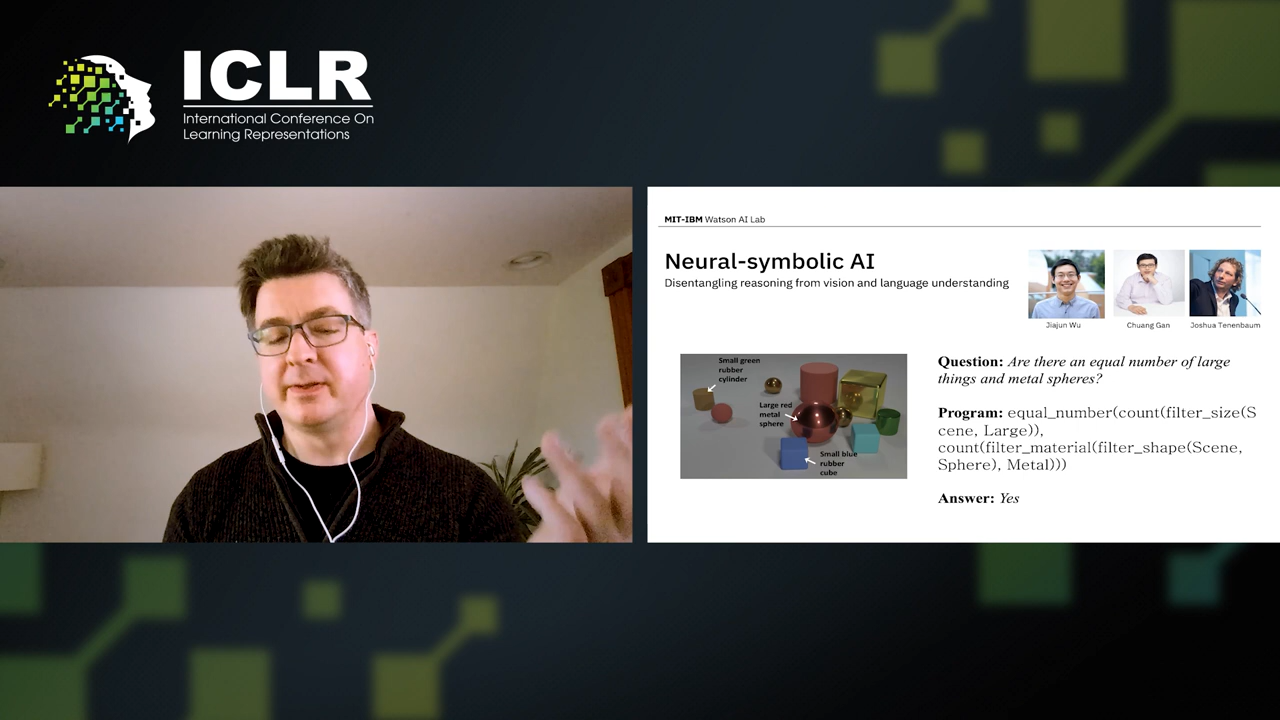 ICLR
International Conference On
Learning Representations
MIT-IBM Watson AI Lab
Neural-symbolic AI
Disentangling reasoning from vision and language understanding
Jiajun Wu
Chuang Gan
Joshua Tenenbaum
Small green
rubber
cylinder
Large red
metal
sphere
Small blue
rubber
cube
Question: Are there an equal number of large
things and metal spheres?
Program: equal_number(count(filter_size(S
cene, Large)),
count(filter_material(filter_shape(Scene,
Sphere), Metal)))
Answer: Yes